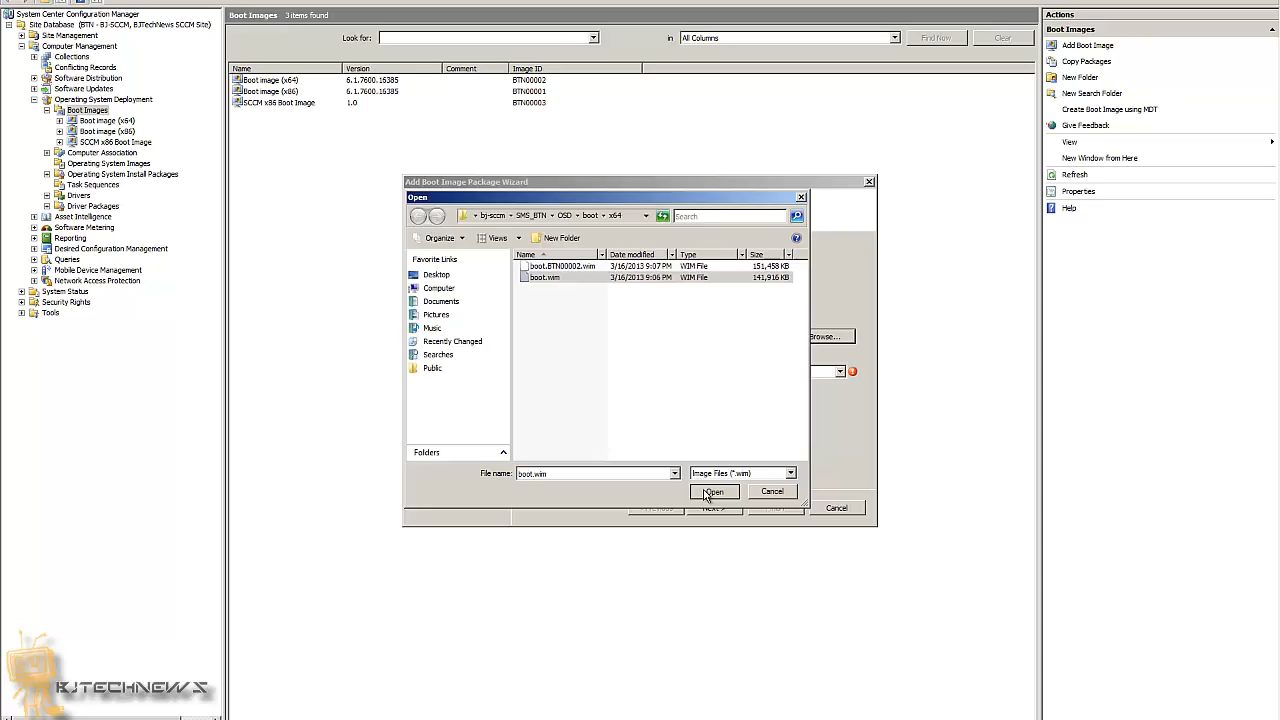 System Center Configuration Manager
Site Database (BTN - BJ-SCCM, BJTechNews SCCM Site)
Site Management
Computer Management
Collections
Conflicting Records
Software Distribution
Software Updates
Operating System Deployment
Boot Images
Boot image (x64)
Boot image (x86)
SCCM x86 Boot Image
Computer Association
Operating System Images
Operating System Install Packages
Task Sequences
Drivers
Driver Packages
Asset Intelligence
Software Metering
Reporting
Desired Configuration Management
Queries
Mobile Device Management
Network Access Protection
System Status
Security Rights
Tools
Boot Images 3 items found
Look for: in All Columns Find Now Clear
Name Version Comment Image ID
Boot image (x64) 6.1.7600.16385 BTN00002
Boot image (x86) 6.1.7600.16385 BTN00001
SCCM x86 Boot Image 1.0 BTN00003
Add Boot Image Package Wizard
Open
bj-sccm SMS_BTN OSD boot x64 Search
Organize Views New Folder
Favorite Links
Desktop
Computer
Documents
Pictures
Music
Recently Changed
Searches
Public
Folders
Name Date modified Type Size
boot.BTN00002.wim 3/16/2013 9:07 PM WIM File 151,458 KB
boot.wim 3/16/2013 9:06 PM WIM File 141,916 KB
File name: boot.wim Image Files (*.wim)
Open Cancel
Browse...
Next > Cancel
Actions
Boot Images
Add Boot Image
Copy Packages
New Folder
New Search Folder
Create Boot Image using MDT
Give Feedback
View
New Window from Here
Refresh
Properties
Help
BJTECHNEWS